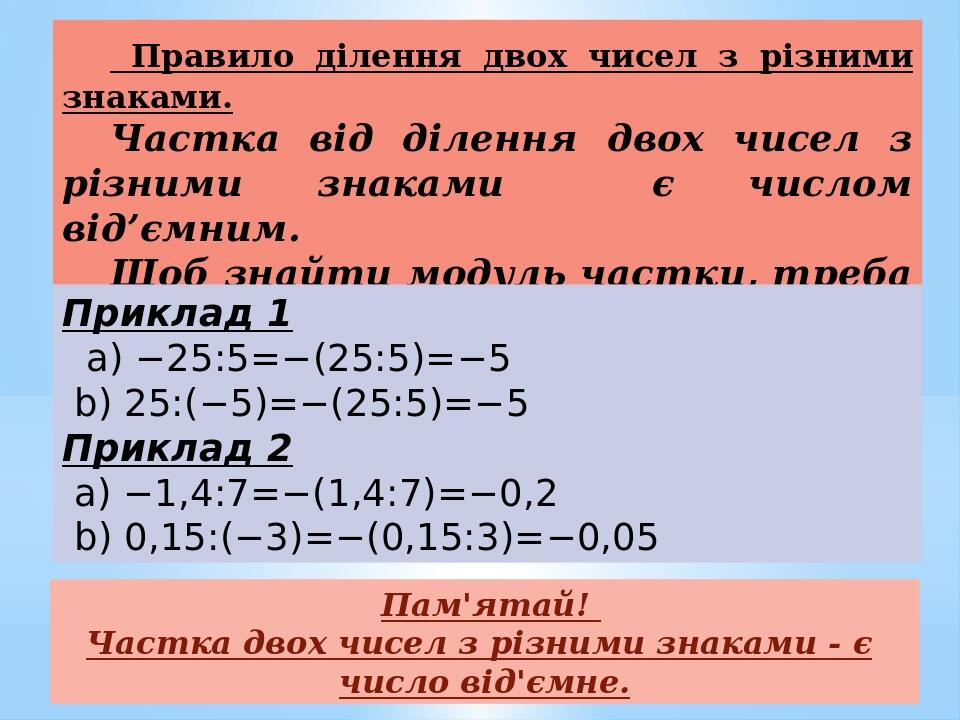 Правило ділення двох чисел з різними
знаками.
Частка від ділення двох чисел з
різними знаками є числом
від’ємним.
Щоб знайти модуль частки, треба
Приклад 1
a) −25:5=−(25:5)=−5
b) 25:(−5)=−(25:5)=−5
Приклад 2
a) −1,4:7=−(1,4:7)=−0,2
b) 0,15:(−3)=−(0,15:3)=−0,05
Пам'ятай!
Частка двох чисел з різними знаками - є
число від'ємне.